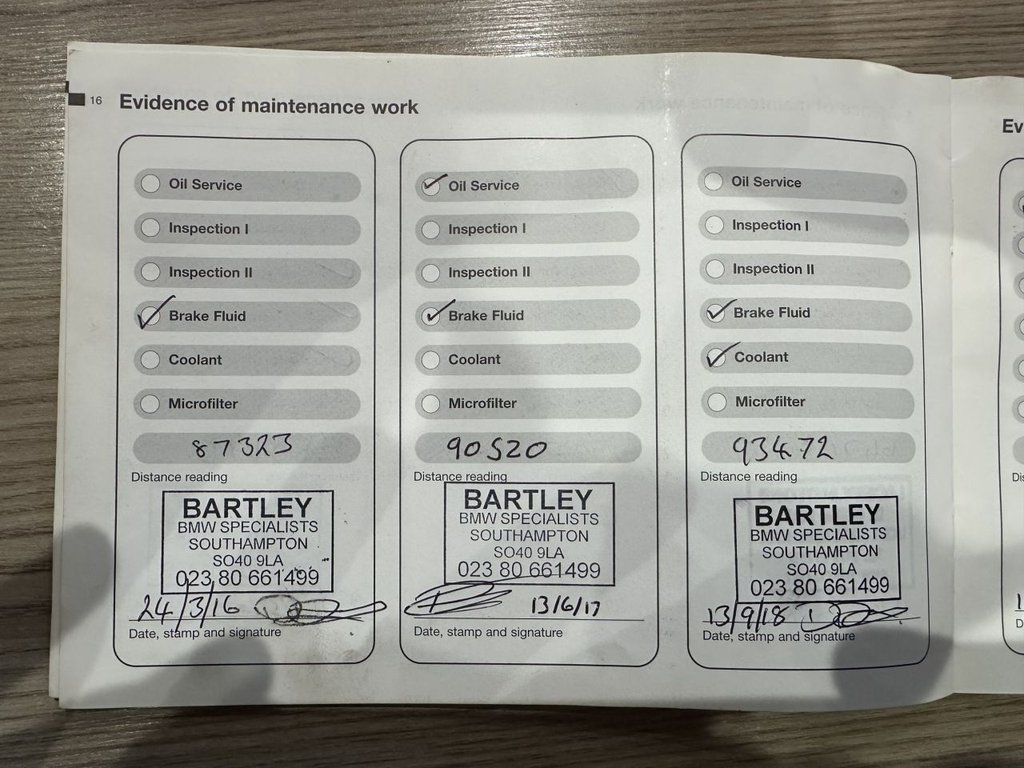 16 Evidence of maintenance work
Oil Service
Inspection I
Inspection II
Brake Fluid
Coolant
Microfilter
87323
Distance reading
BARTLEY
BMW SPECIALISTS
SOUTHAMPTON
SO40 9LA
023 80 661499
24/3/16
Date, stamp and signature
Oil Service
Inspection I
Inspection II
Brake Fluid
Coolant
Microfilter
90520
Distance reading
BARTLEY
BMW SPECIALISTS
SOUTHAMPTON
SO40 9LA
023 80 661499
13/6/17
Date, stamp and signature
Oil Service
Inspection I
Inspection II
Brake Fluid
Coolant
Microfilter
93472
Distance reading
BARTLEY
BMW SPECIALISTS
SOUTHAMPTON
SO40 9LA
023 80 661499
13/9/18
Date, stamp and signature
Ev